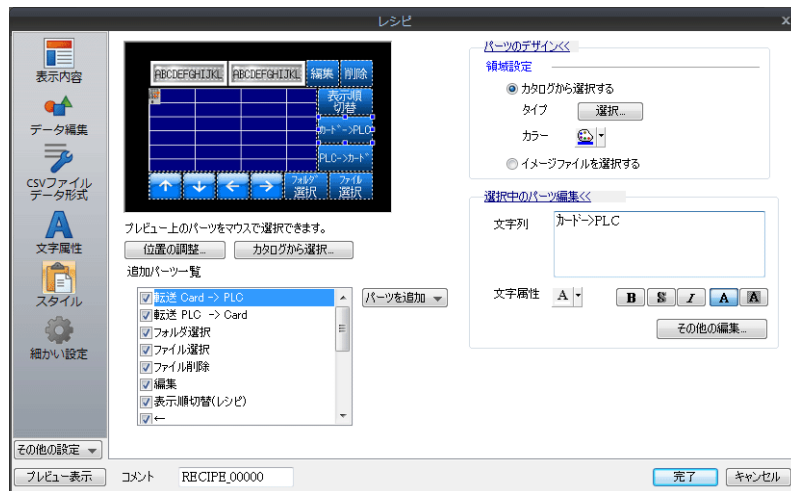 レシピ
x
表示内容
データ編集
CSVファイル
データ形式
文字属性
スタイル
細かい設定
その他の設定
プレビュー表示
ABCDEFGHIJKL ABCDEFGHIJKL 編集 削除
表示順
切替
ｶｰﾄﾞ->PLC
PLC->ｶｰﾄﾞ
↑ ↓ ← → ﾌｫﾙﾀﾞ 選択 ﾌｧｲﾙ 選択
プレビュー上のパーツをマウスで選択できます。
位置の調整... カタログから選択...
追加パーツ一覧
転送 Card -> PLC
転送 PLC -> Card
フォルダ選択
ファイル選択
ファイル削除
編集
表示順切替(レシピ)
←
パーツを追加
パーツのデザイン<<
領域設定
カタログから選択する
タイプ 選択...
カラー
イメージファイルを選択する
選択中のパーツ編集<<
文字列 ｶｰﾄﾞ->PLC
文字属性 A B S I A A
その他の編集...
コメント RECIPE_00000
完了 キャンセル